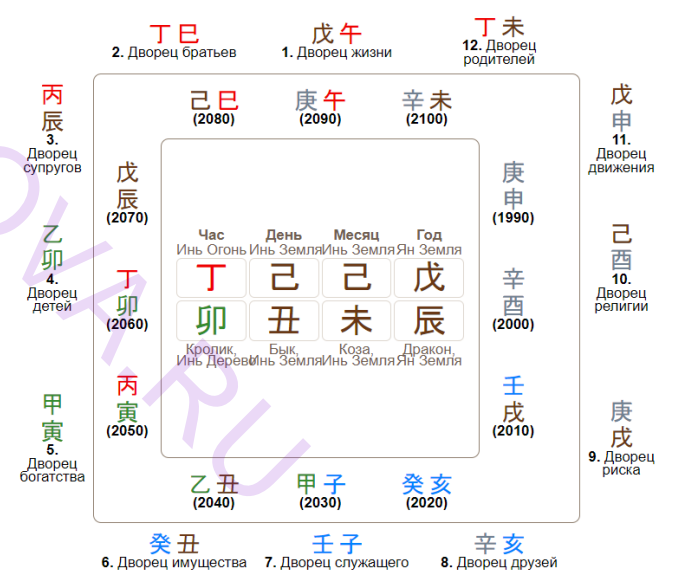 丁巳
2. Дворец братьев
戊午
1. Дворец жизни
丁未
12. Дворец
родителей
丙
辰
3.
Дворец
супругов
己巳
(2080)
庚午
(2090)
辛未
(2100)
戊
申
11.
Дворец
движения
戊
辰
(2070)
庚
申
(1990)
乙
卯
4.
Дворец
детей
丁
卯
(2060)
Час День Месяц Год
Инь Огонь Инь Земля Инь Земля Ян Земля
丁 己 己 戊
卯 丑 未 辰
Кролик, Бык, Коза, Дракон,
Инь Дерево Инь Земля Инь Земля Ян Земля
辛
酉
(2000)
己
酉
10.
Дворец
религии
甲
寅
5.
Дворец
богатства
丙
寅
(2050)
壬
戌
(2010)
庚
戌
9. Дворец
риска
乙丑
(2040)
甲子
(2030)
癸亥
(2020)
癸丑
6. Дворец имущества
壬子
7. Дворец служащего
辛亥
8. Дворец друзей
OVA.RU